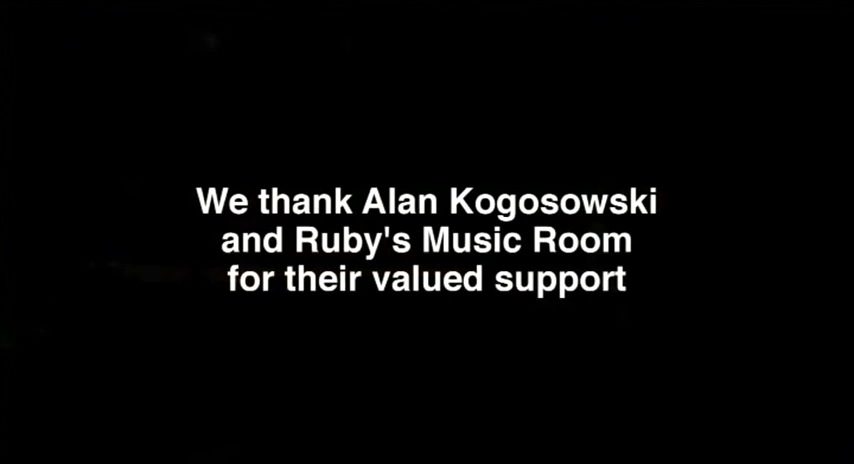 We thank Alan Kogosowski
and Ruby's Music Room
for their valued support